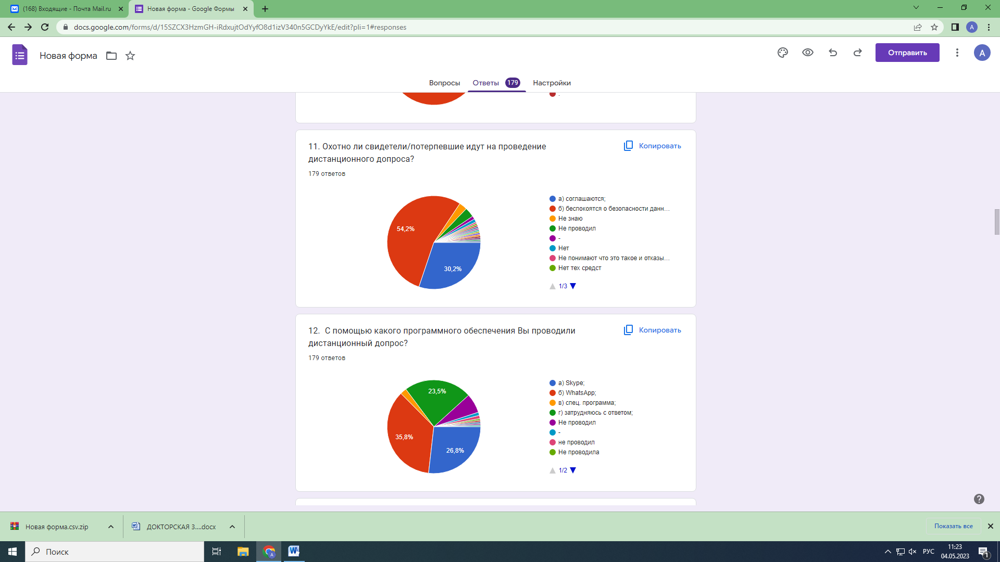 (168) Входящие - Почта Mail.ru
Новая форма - Google Формы
docs.google.com/forms/d/15SZCX3HzmGH-iRdxujtOdYyfO8d1izV340n5GCDyYkE/edit?pli=1#responses
A
Новая форма
Отправить
A
Вопросы
Ответы 179
Настройки
.
11. Охотно ли свидетели/потерпевшие идут на проведение
дистанционного допроса?
Копировать
179 ответов
54,2%
30,2%
а) соглашаются;
б) беспокоятся о безопасности данн...
Не знаю
Не проводил
-
Нет
Не понимают что это такое и отказы...
Нет тех средст
1/3
12. С помощью какого программного обеспечения Вы проводили
дистанционный допрос?
Копировать
179 ответов
23,5%
35,8%
26,8%
а) Skype;
б) WhatsApp;
в) спец. программа;
г) затрудняюсь с ответом;
Не проводил
-
не проводил
Не проводила
1/2
Новая форма.csv.zip
ДОКТОРСКАЯ 3....docx
Показать все
Поиск
A
РУС
11:23
04.05.2023
1